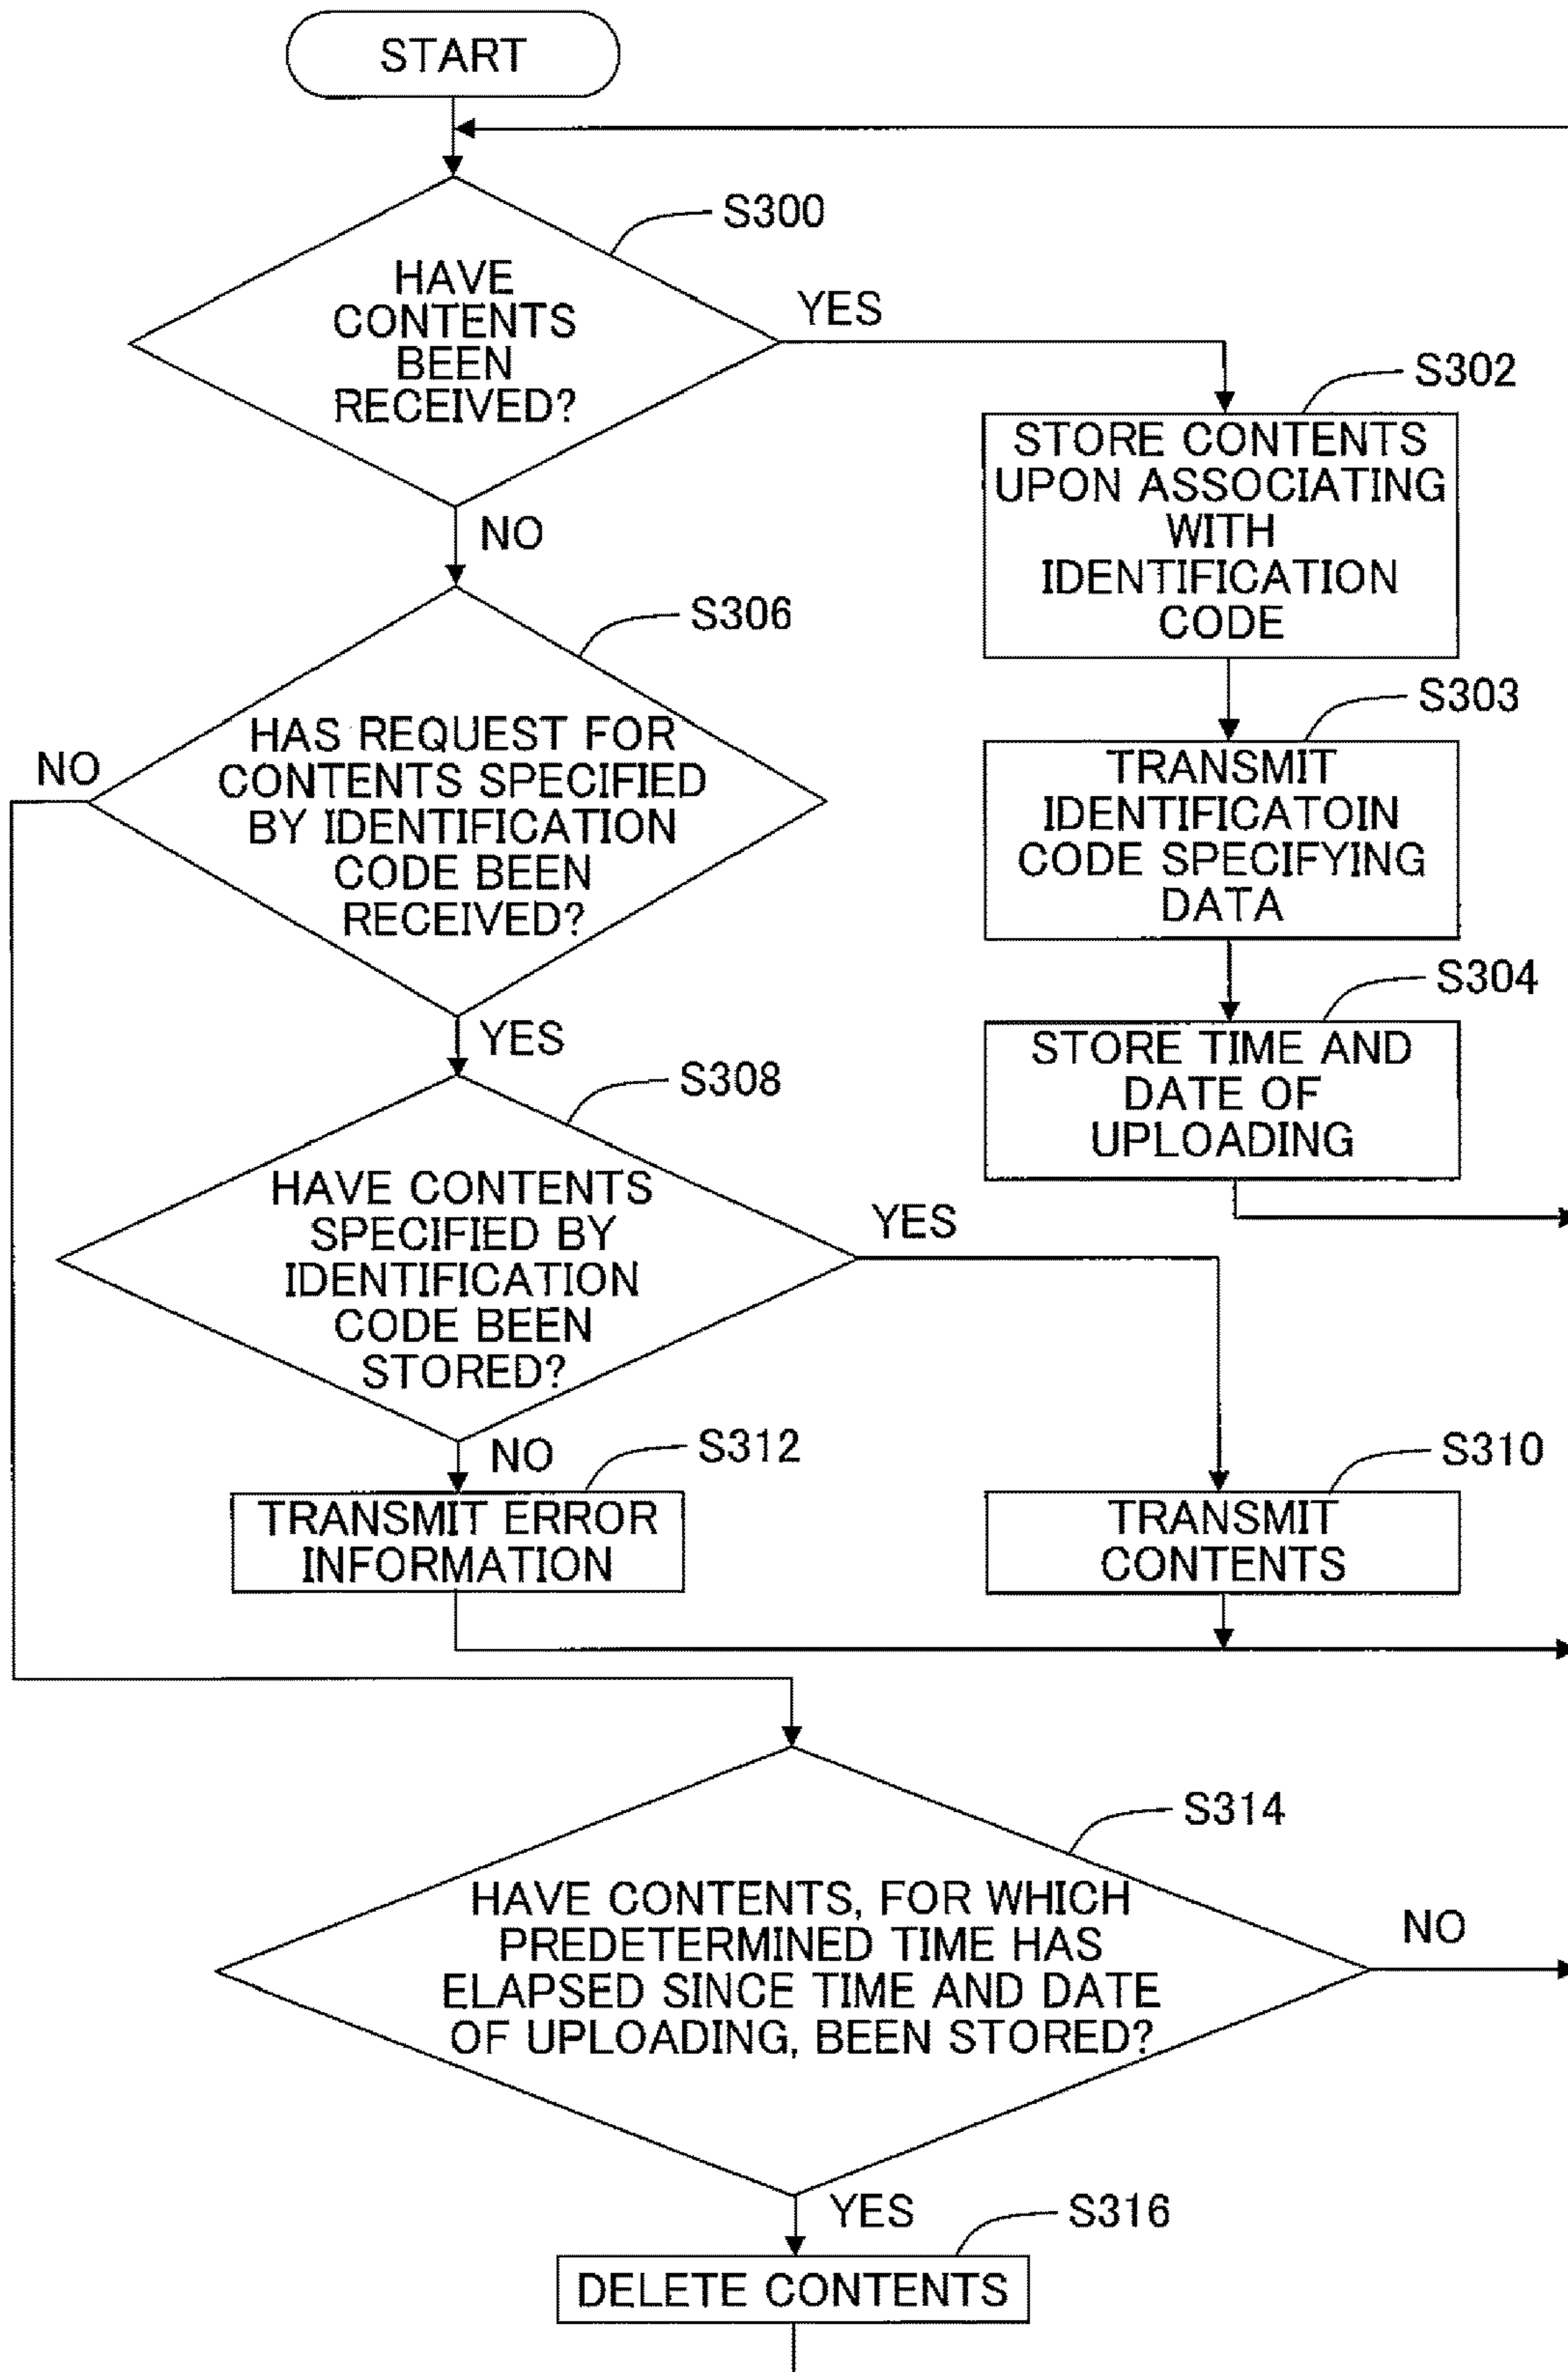 START
S300
HAVE
CONTENTS
BEEN
RECEIVED?
YES
NO
S302
STORE CONTENTS
UPON ASSOCIATING
WITH
IDENTIFICATION
CODE
S303
TRANSMIT
IDENTIFICATOIN
CODE SPECIFYING
DATA
S304
STORE TIME AND
DATE OF
UPLOADING
S306
HAS REQUEST FOR
CONTENTS SPECIFIED
BY IDENTIFICATION
CODE BEEN
RECEIVED?
NO
YES
S308
HAVE CONTENTS
SPECIFIED BY
IDENTIFICATION
CODE BEEN
STORED?
YES
NO
S312
TRANSMIT ERROR
INFORMATION
S310
TRANSMIT
CONTENTS
S314
HAVE CONTENTS, FOR WHICH
PREDETERMINED TIME HAS
ELAPSED SINCE TIME AND DATE
OF UPLOADING, BEEN STORED?
NO
YES
S316
DELETE CONTENTS